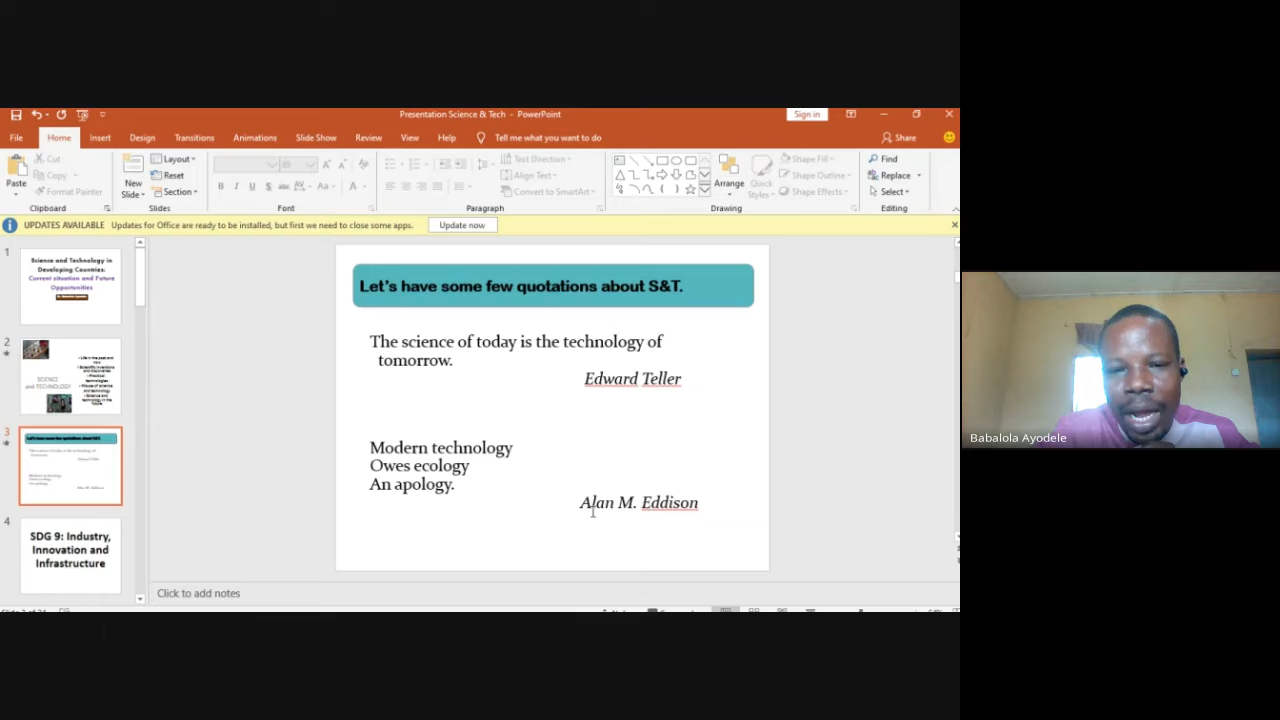 Presentation Science & Tech - PowerPoint
Sign in
File Home Insert Design Transitions Animations Slide Show Review View Help Tell me what you want to do Share
Paste
Cut
Copy
Format Painter
Clipboard
New Slide
Layout
Reset
Section
Slides
Font
Paragraph
Text Direction
Align Text
Convert to SmartArt
Arrange
Quick Styles
Shape Fill
Shape Outline
Shape Effects
Drawing
Find
Replace
Select
Editing
UPDATES AVAILABLE Updates for Office are ready to be installed, but first we need to close some apps. Update now
1
Science and Technology in
Developing Countries:
Current situation and Future
Opportunities
2
SCIENCE
and TECHNOLOGY
3
Let's have some few quotations about S&T.
4
SDG 9: Industry,
Innovation and
Infrastructure
Let's have some few quotations about S&T.
The science of today is the technology of
tomorrow.
Edward Teller
Modern technology
Owes ecology
An apology.
Alan M. Eddison
Click to add notes
Babalola Ayodele